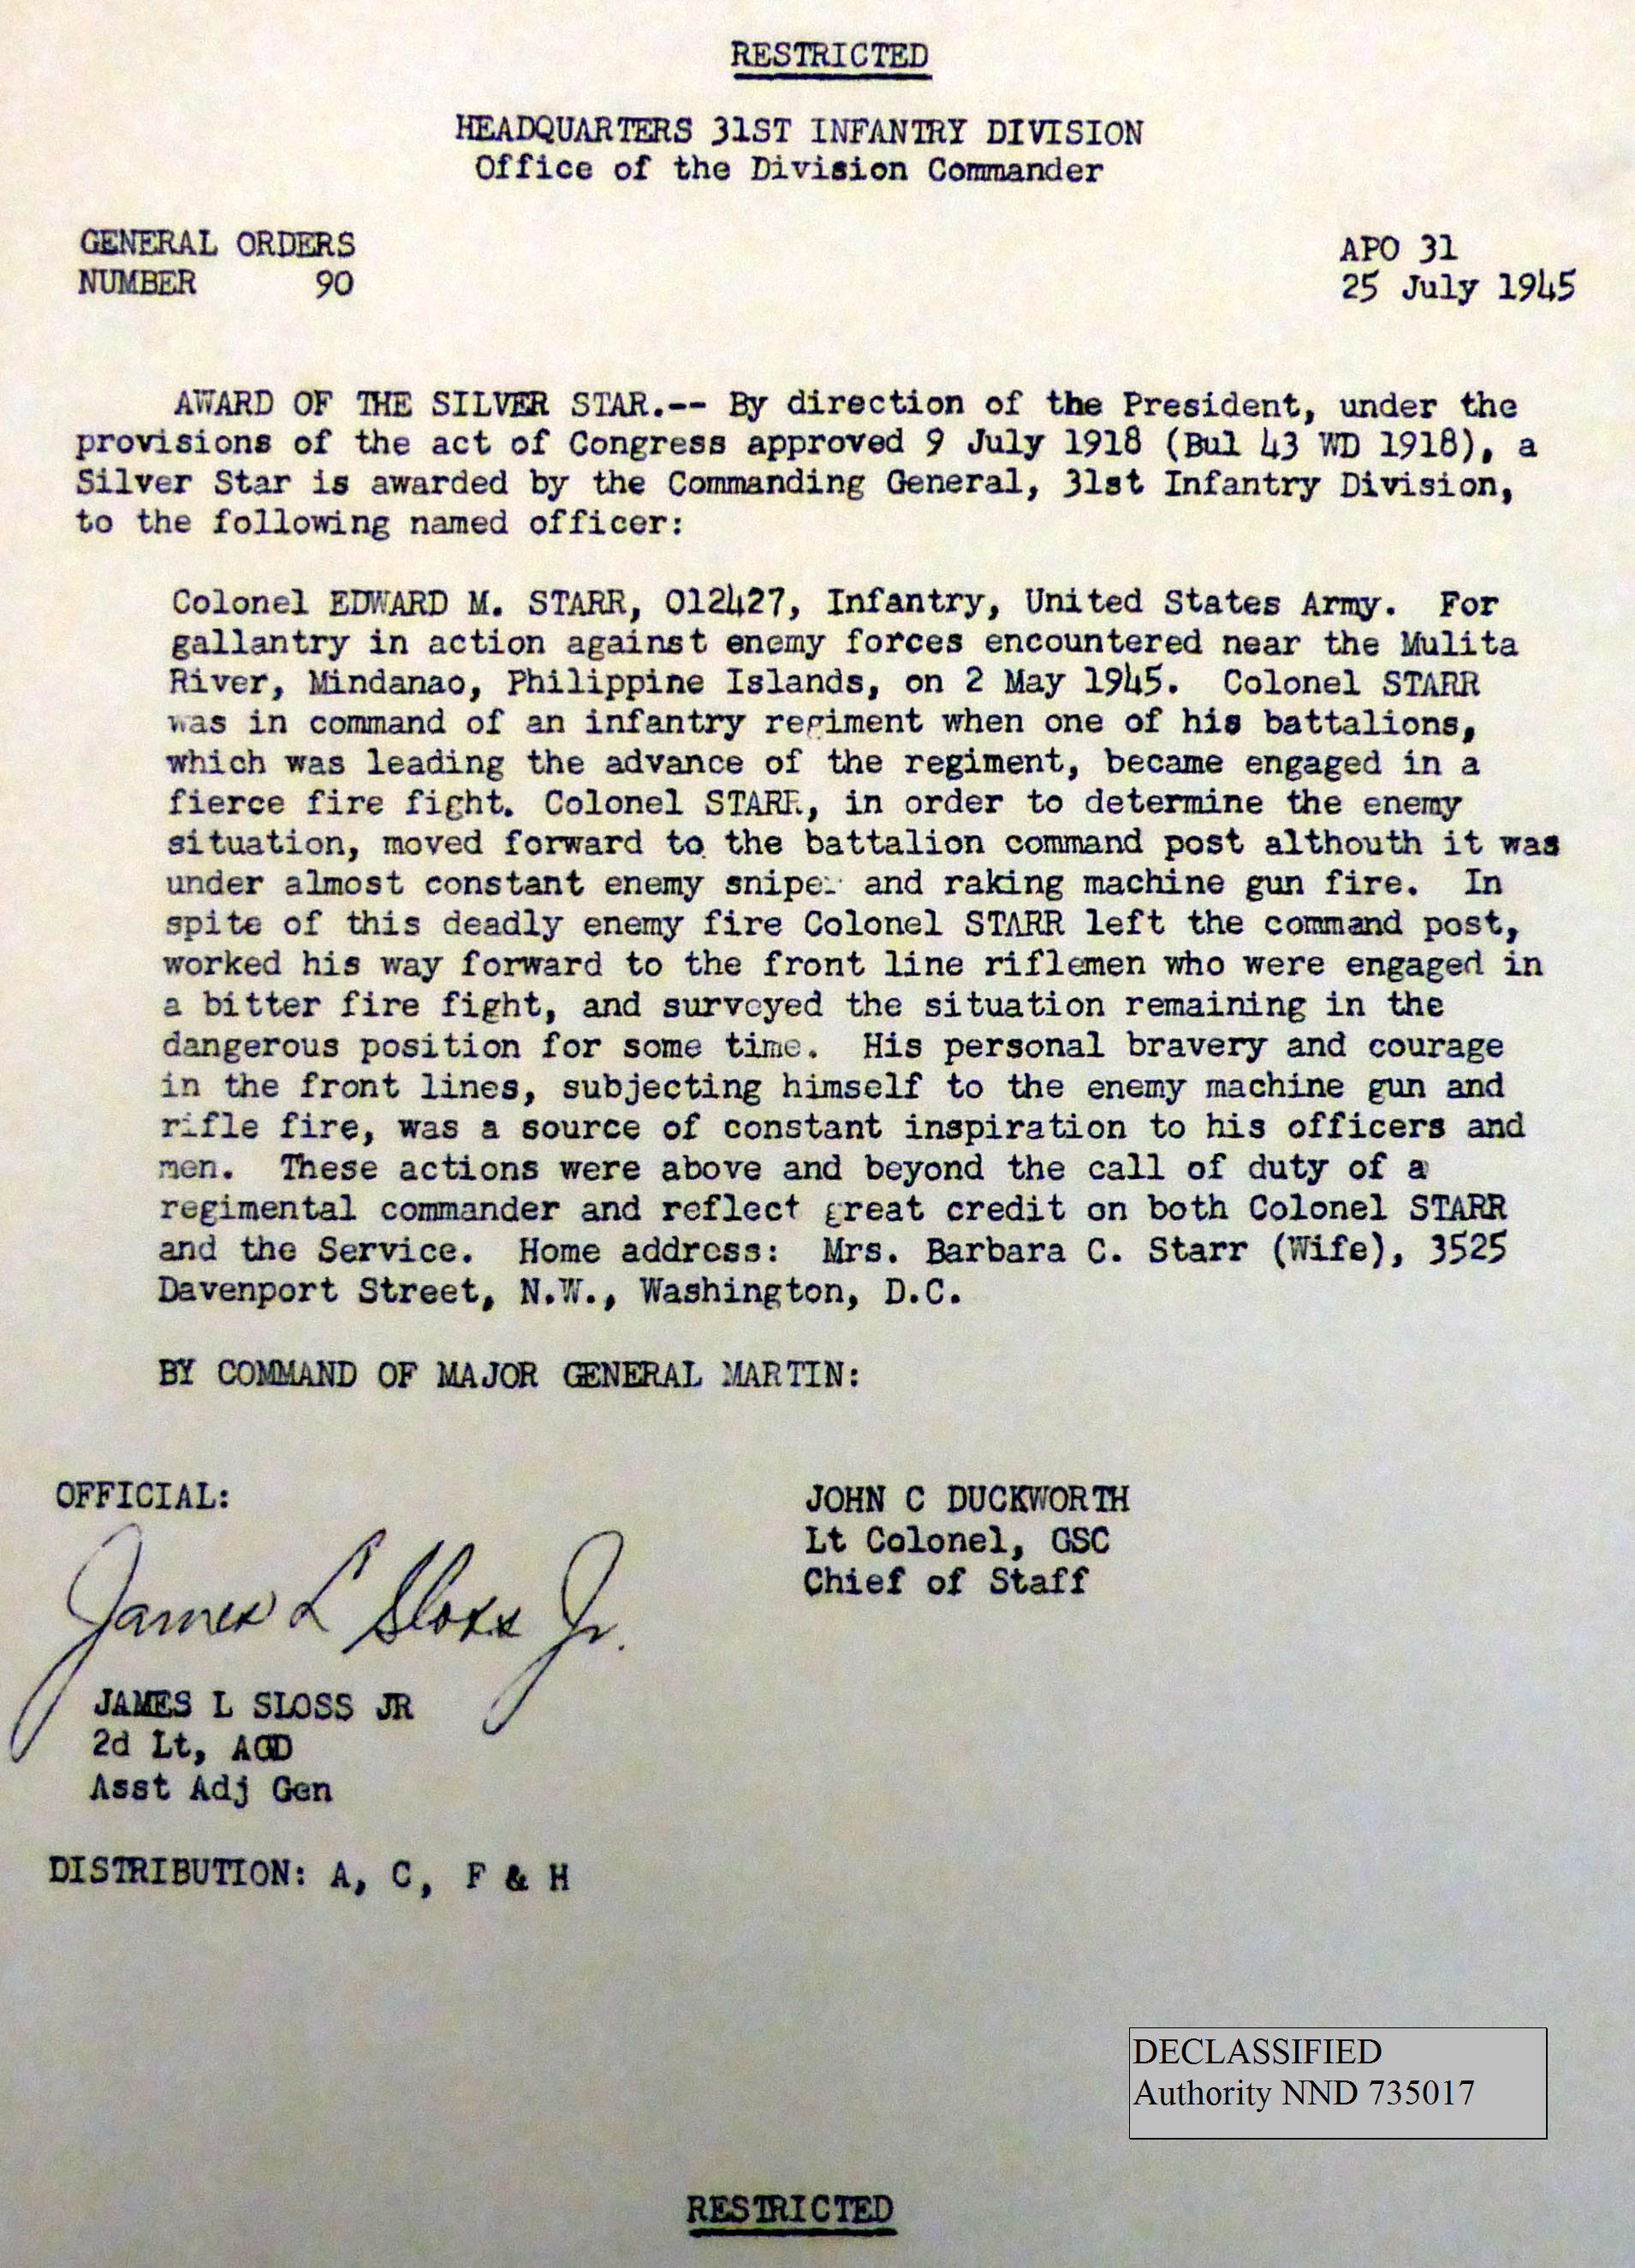 RESTRICTED
HEADQUARTERS 31ST INFANTRY DIVISION
Office of the Division Commander
GENERAL ORDERS
NUMBER 90
APO 31
25 July 1945
AWARD OF THE SILVER STAR.-- By direction of the President, under the
provisions of the act of Congress approved 9 July 1918 (Bul 43 WD 1918), a
Silver Star is awarded by the Commanding General, 31st Infantry Division,
to the following named officer:
Colonel EDWARD M. STARR, O12427, Infantry, United States Army. For
gallantry in action against enemy forces encountered near the Mulita
River, Mindanao, Philippine Islands, on 2 May 1945. Colonel STARR
was in command of an infantry regiment when one of his battalions,
which was leading the advance of the regiment, became engaged in a
fierce fire fight. Colonel STARR, in order to determine the enemy
situation, moved forward to the battalion command post althouth it was
under almost constant enemy sniper and raking machine gun fire. In
spite of this deadly enemy fire Colonel STARR left the command post,
worked his way forward to the front line riflemen who were engaged in
a bitter fire fight, and surveyed the situation remaining in the
dangerous position for some time. His personal bravery and courage
in the front lines, subjecting himself to the enemy machine gun and
rifle fire, was a source of constant inspiration to his officers and
men. These actions were above and beyond the call of duty of a
regimental commander and reflect great credit on both Colonel STARR
and the Service. Home address: Mrs. Barbara C. Starr (Wife), 3525
Davenport Street, N.W., Washington, D.C.
BY COMMAND OF MAJOR GENERAL MARTIN:
OFFICIAL:
JOHN C DUCKWORTH
Lt Colonel, GSC
Chief of Staff
James L Sloss Jr.
JAMES L SLOSS JR
2d Lt, AGD
Asst Adj Gen
DISTRIBUTION: A, C, F & H
DECLASSIFIED
Authority NND 735017
RESTRICTED